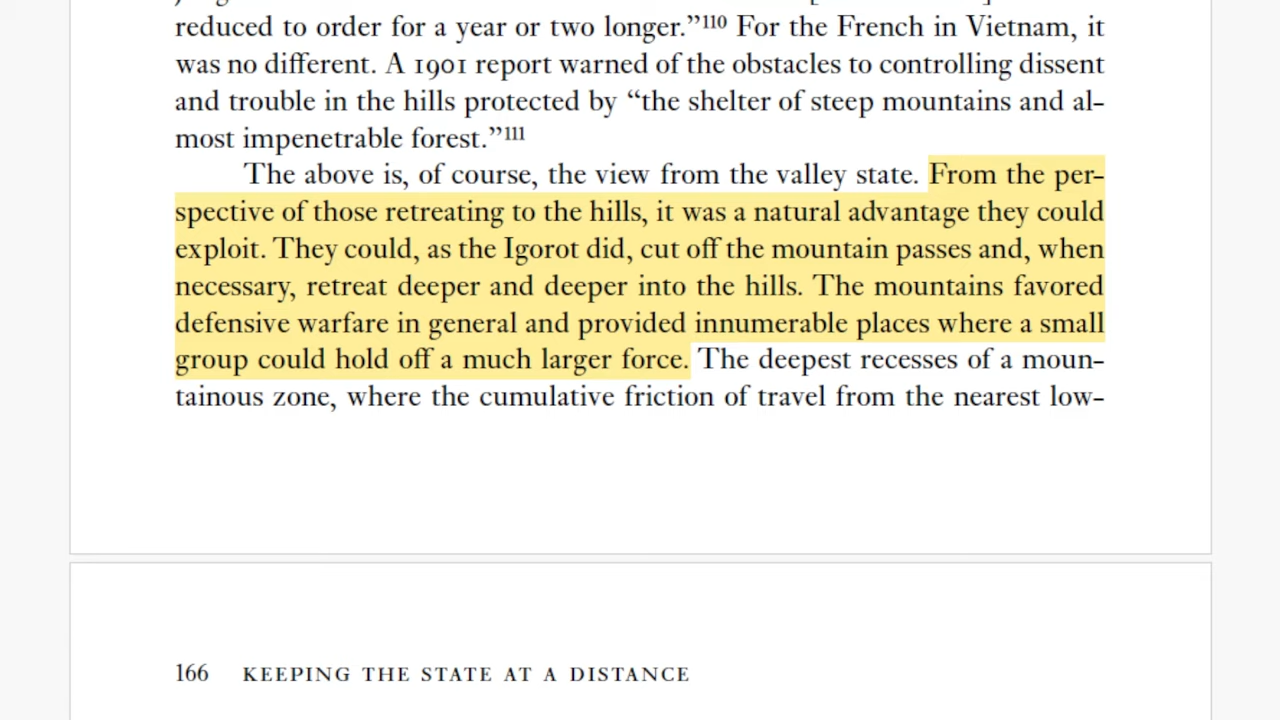 reduced to order for a year or two longer.”110 For the French in Vietnam, it
was no different. A 1901 report warned of the obstacles to controlling dissent
and trouble in the hills protected by “the shelter of steep mountains and al-
most impenetrable forest.”111
The above is, of course, the view from the valley state. From the per-
spective of those retreating to the hills, it was a natural advantage they could
exploit. They could, as the Igorot did, cut off the mountain passes and, when
necessary, retreat deeper and deeper into the hills. The mountains favored
defensive warfare in general and provided innumerable places where a small
group could hold off a much larger force. The deepest recesses of a moun-
tainous zone, where the cumulative friction of travel from the nearest low-
166 KEEPING THE STATE AT A DISTANCE